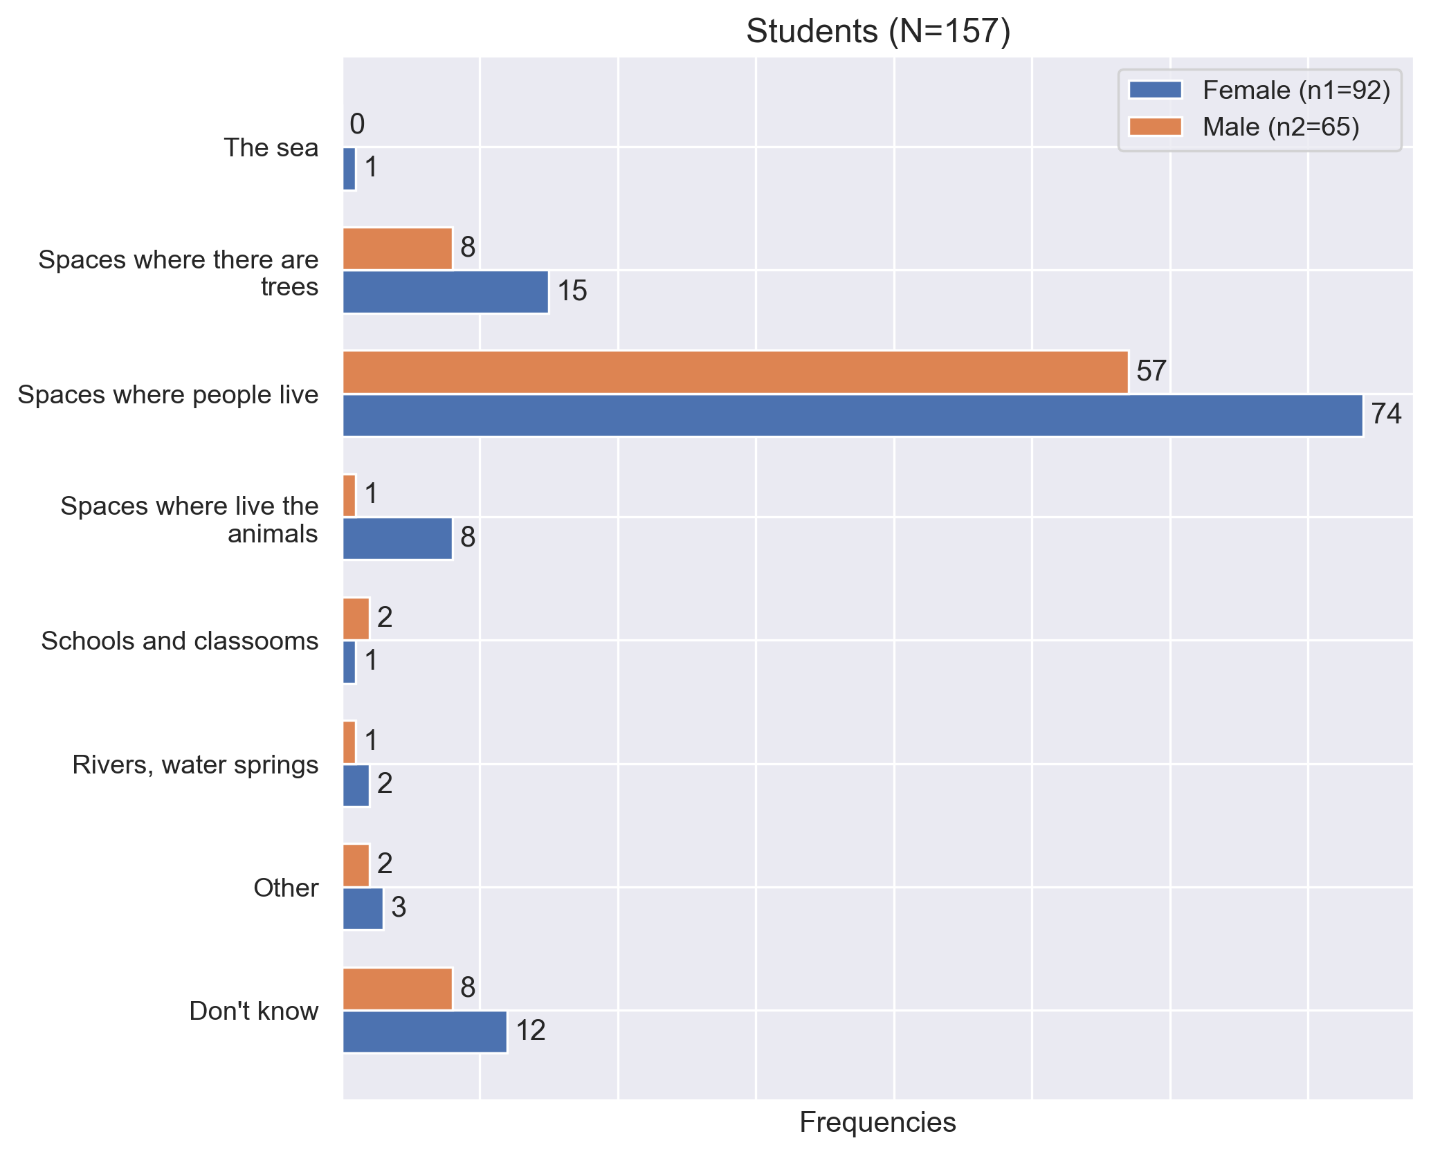 Students (N=157)
Female (n1=92)
Male (n2=65)
The sea
0
1
Spaces where there are
trees
8
15
Spaces where people live
57
74
Spaces where live the
animals
1
8
Schools and classooms
2
1
Rivers, water springs
1
2
Other
2
3
Don't know
8
12
Frequencies